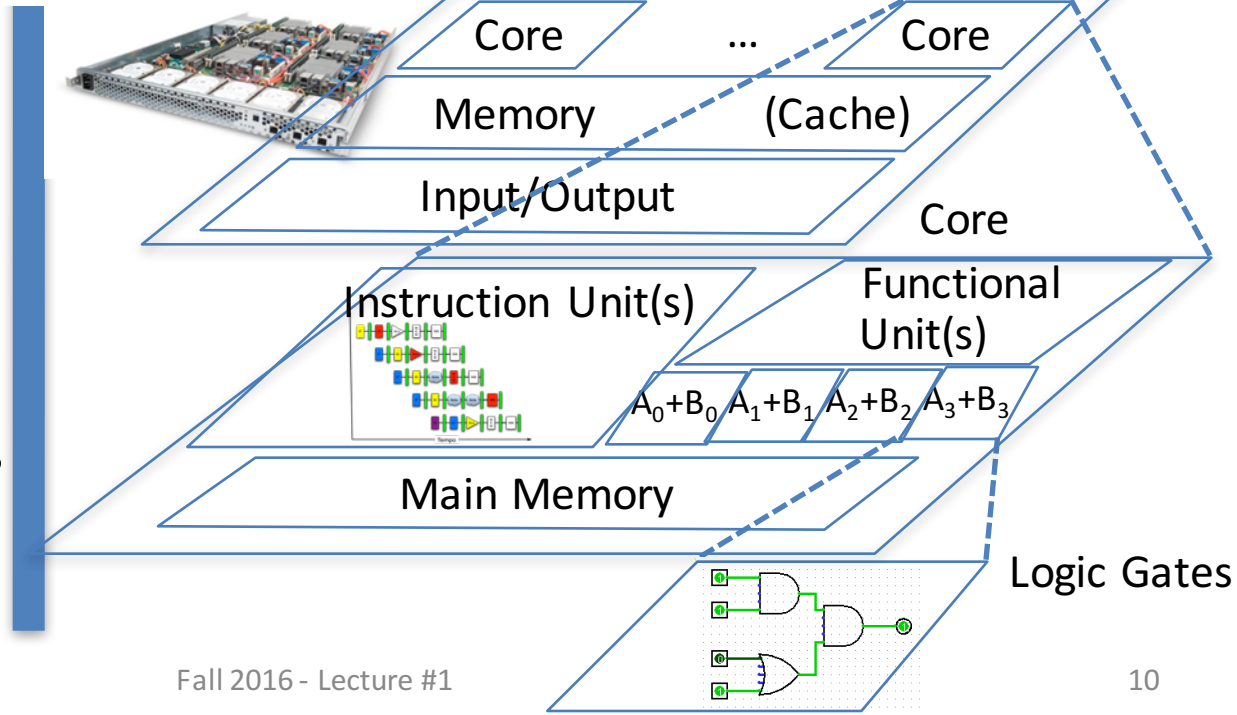 Core ... Core
Memory (Cache)
Input/Output
Core
Instruction Unit(s)
Functional
Unit(s)
A₀+B₀ A₁+B₁ A₂+B₂ A₃+B₃
Tempo
Main Memory
Logic Gates
Fall 2016 - Lecture #1
10